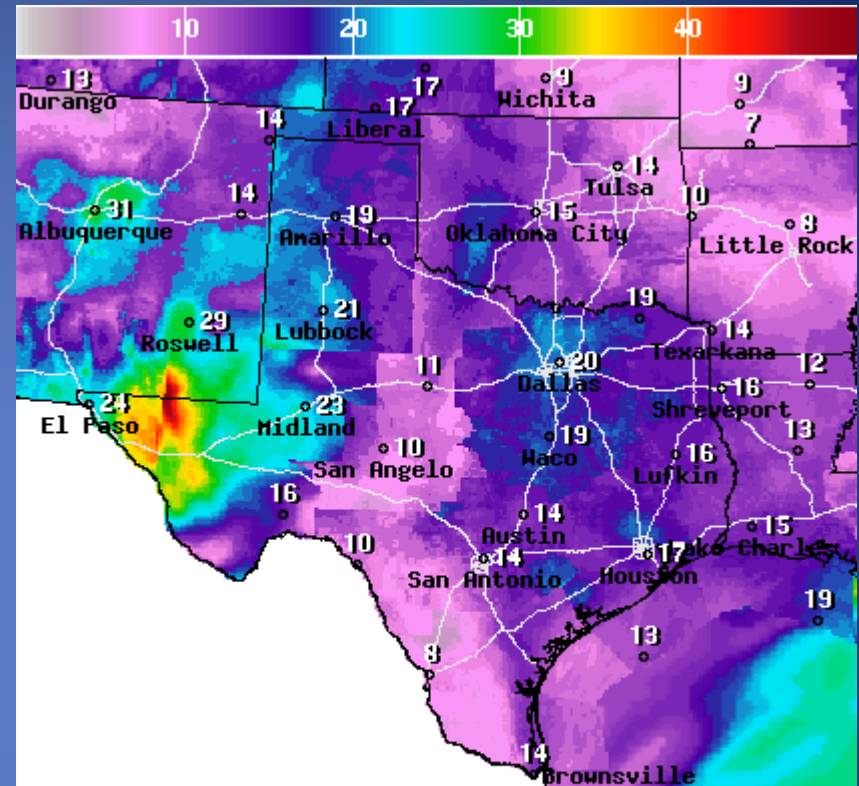 10 20 30 40
13 17 9 9
Durango Wichita
17
Liberal
14 7
14
Tulsa
31 14 19 15 10 8
Albuquerque Amarillo Oklahoma City Little Rock
29 21 19
Roswell Lubbock 14
Texarkana
20
11 Dallas 16 12
24 23 Shreveport
El Paso Midland
10 19 16 13
San Angelo Waco Lufkin
16 14 15
Austin Lake Charles
10 14 17
San Antonio Houston
19
13
8
14
Brownsville